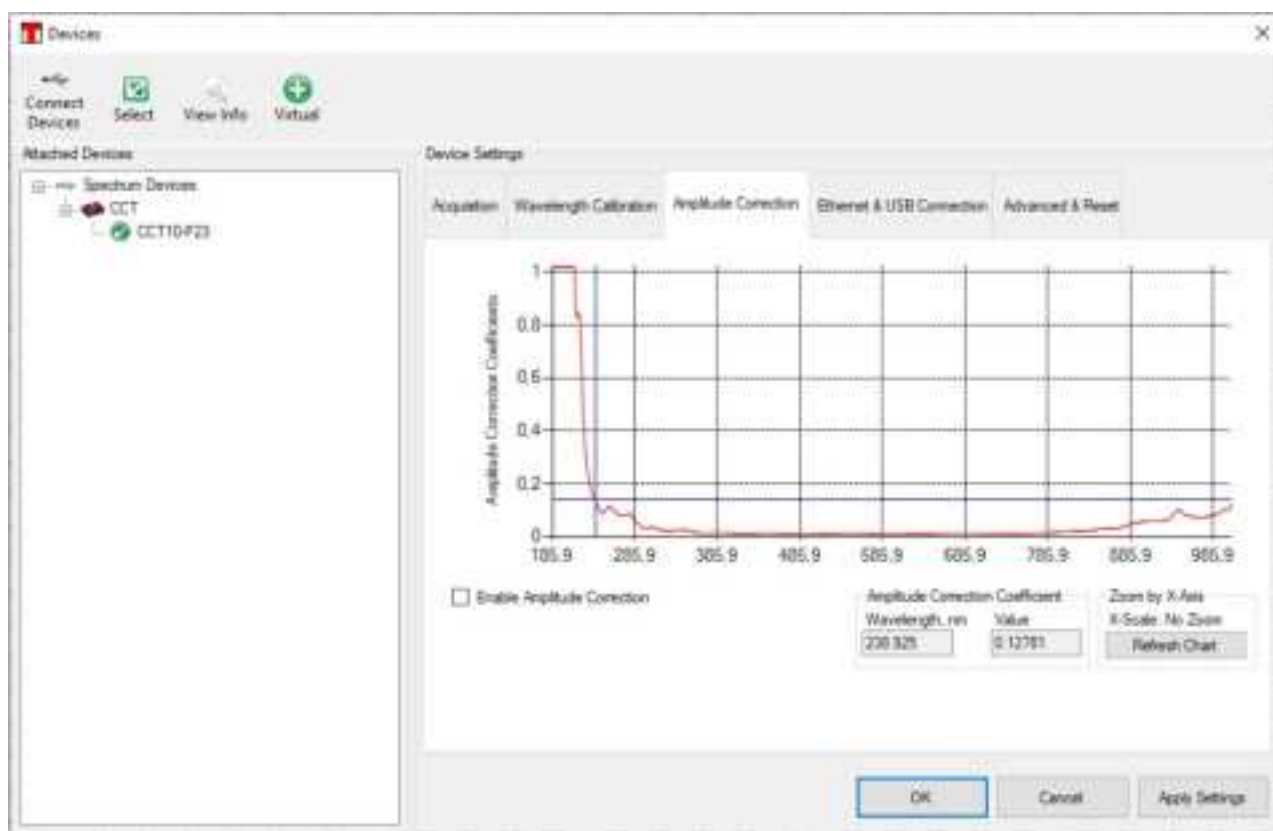 Devices
Connect Devices
Select
View Info
Virtual
Attached Devices
Spectrum Devices
CCT
CCT10-F23
Device Settings
Acquisition
Wavelength Calibration
Amplitude Correction
Ethernet & USB Connection
Advanced & Reset
Amplitude Correction Coefficients
1
0.8
0.6
0.4
0.2
0
185.9 285.9 385.9 485.9 585.9 685.9 785.9 885.9 985.9
Enable Amplitude Correction
Amplitude Correction Coefficient
Wavelength, nm Value
238.925 0.12781
Zoom by X-Axis
X-Scale: No Zoom
Refresh Chart
OK
Cancel
Apply Settings